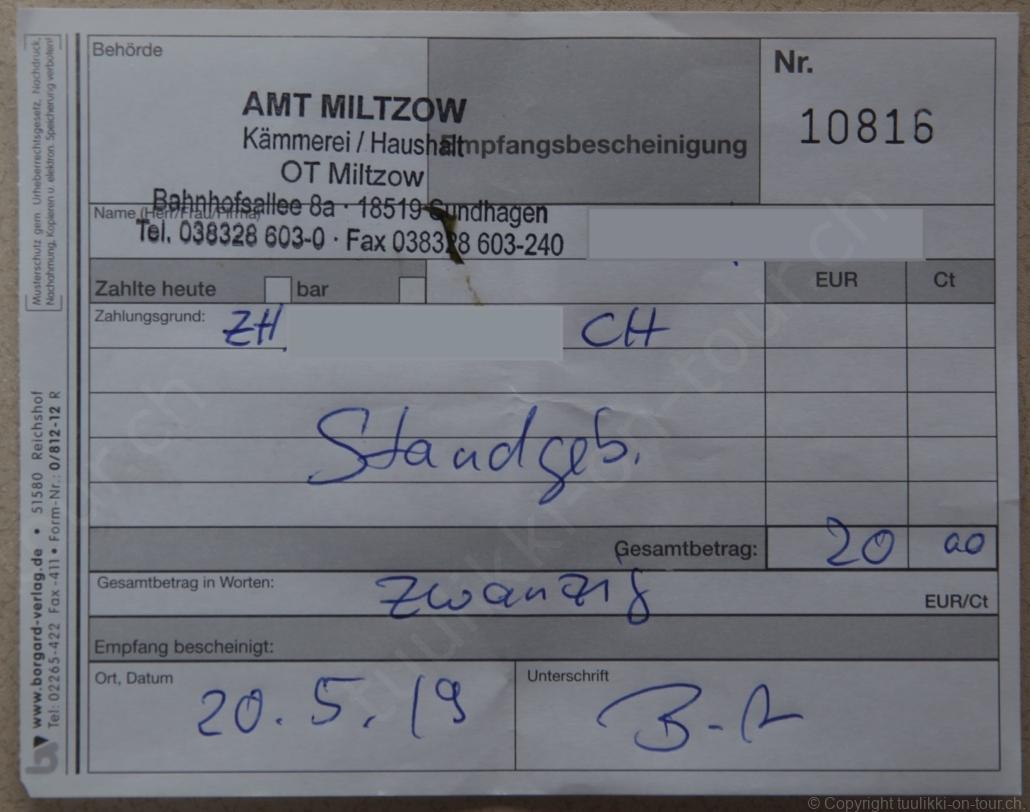 Behörde
AMT MILTZOW
Kämmerei / Haushalt
OT Miltzow
Bahnhofsallee 8a · 18519 Sundhagen
Tel. 038328 603-0 · Fax 038328 603-240
Empfangsbescheinigung
Nr.
10816
Name (Herr/Frau/Firma)
Zahlte heute bar
EUR Ct
Zahlungsgrund: ZH CH
Standgeb.
Gesamtbetrag: 20 00
Gesamtbetrag in Worten: zwanzig EUR/Ct
Empfang bescheinigt:
Ort, Datum 20.5.19
Unterschrift
Musterschutz gem. Urheberrechtsgesetz. Nachdruck,
Nachahmung, Kopieren u. elektron. Speicherung verboten!
www.borgard-verlag.de • 51580 Reichshof
Tel: 02265-422 Fax -411 • Form-Nr.: 0/812-12 R
tuulikki-on-tour.ch
© Copyright tuulikki-on-tour.ch